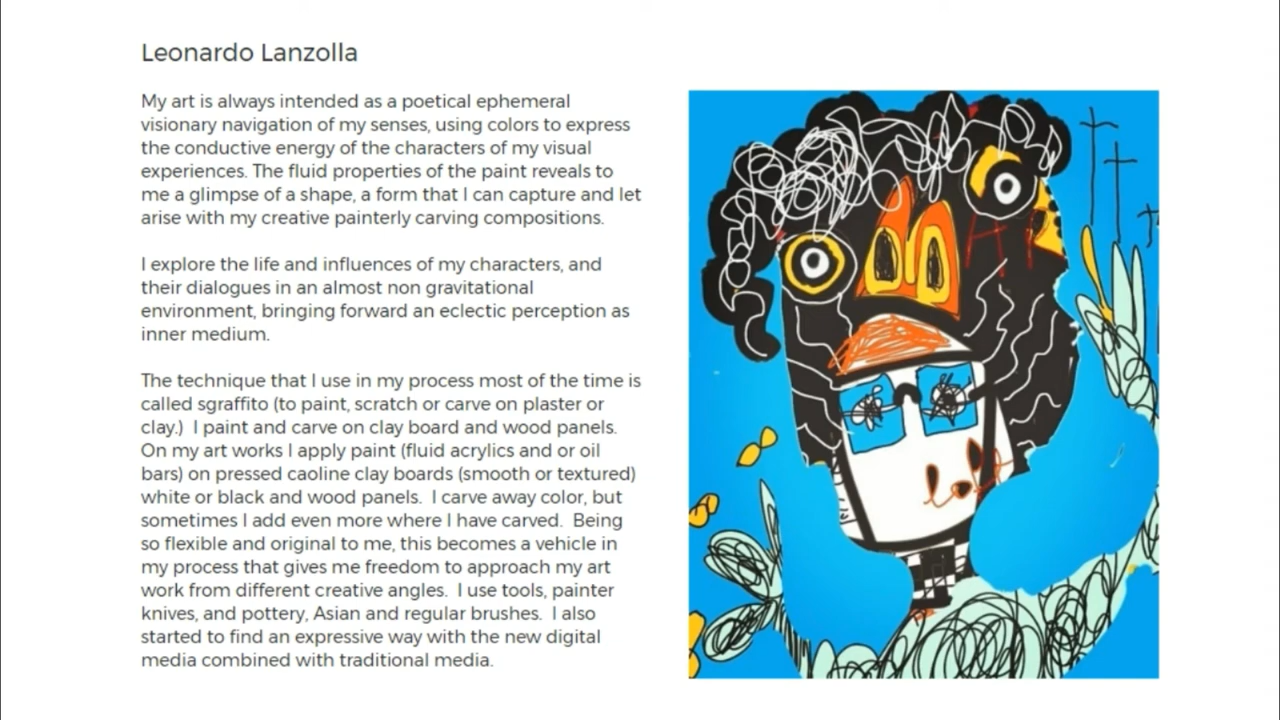 Leonardo Lanzolla
My art is always intended as a poetical ephemeral
visionary navigation of my senses, using colors to express
the conductive energy of the characters of my visual
experiences. The fluid properties of the paint reveals to
me a glimpse of a shape, a form that I can capture and let
arise with my creative painterly carving compositions.
I explore the life and influences of my characters, and
their dialogues in an almost non gravitational
environment, bringing forward an eclectic perception as
inner medium.
The technique that I use in my process most of the time is
called sgraffito (to paint, scratch or carve on plaster or
clay.)  I paint and carve on clay board and wood panels.
On my art works I apply paint (fluid acrylics and or oil
bars) on pressed caoline clay boards (smooth or textured)
white or black and wood panels.  I carve away color, but
sometimes I add even more where I have carved.  Being
so flexible and original to me, this becomes a vehicle in
my process that gives me freedom to approach my art
work from different creative angles.  I use tools, painter
knives, and pottery, Asian and regular brushes.  I also
started to find an expressive way with the new digital
media combined with traditional media.